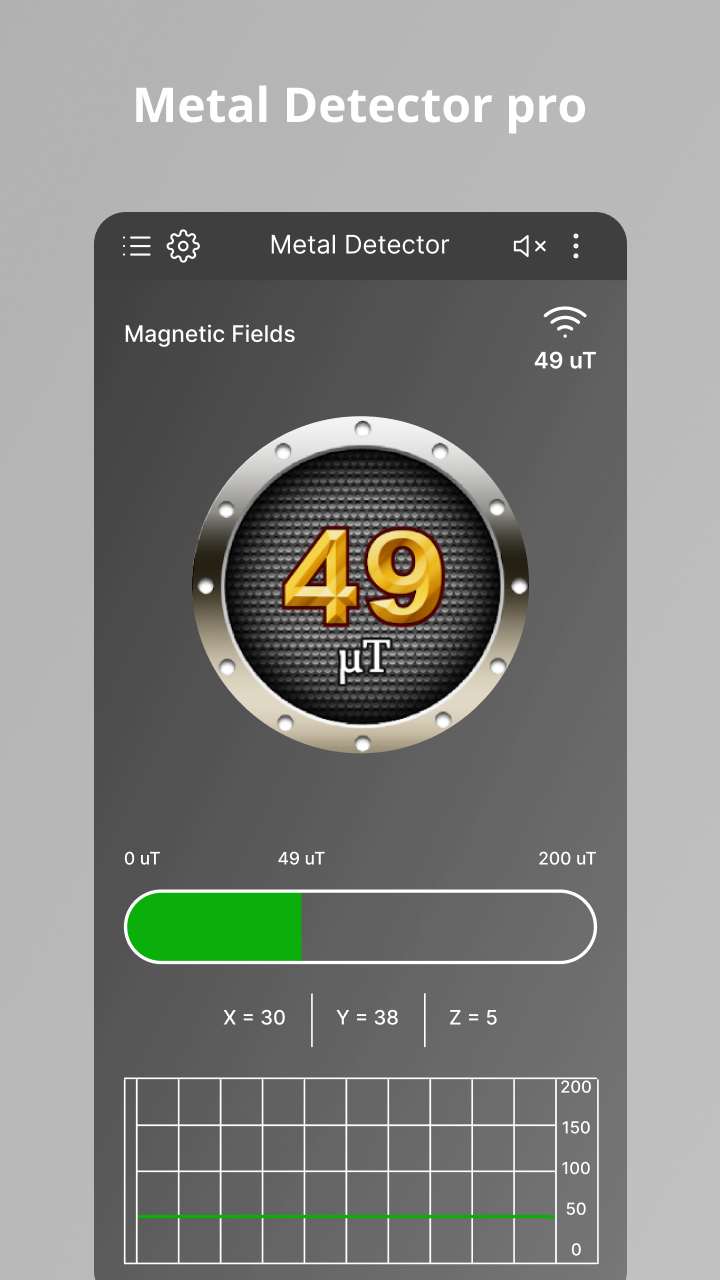 Metal Detector pro
Metal Detector
Magnetic Fields
49 uT
49
µT
0 uT 49 uT 200 uT
X = 30 Y = 38 Z = 5
200
150
100
50
0